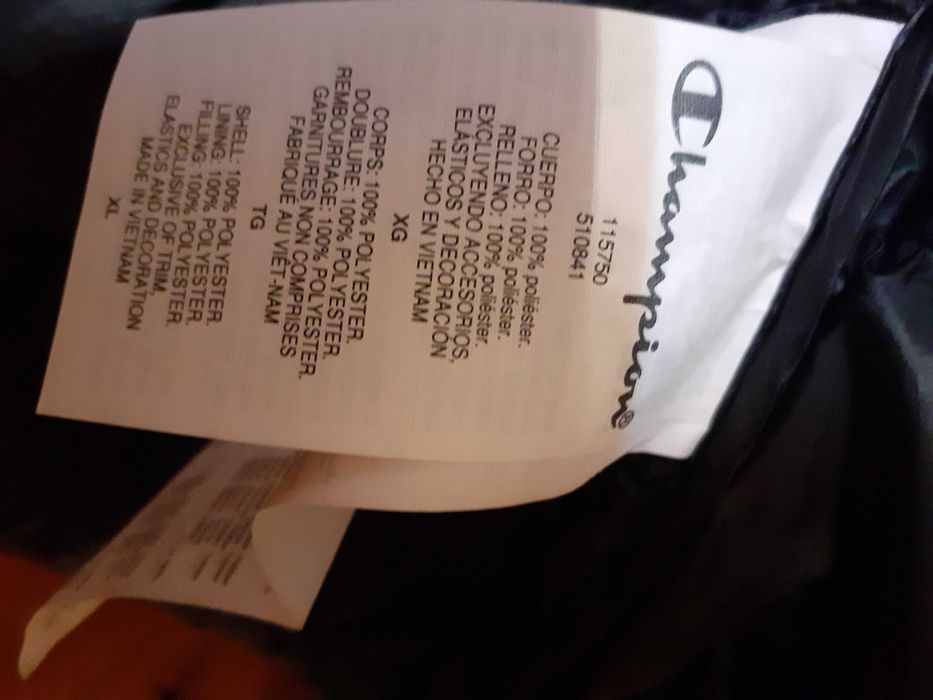 Champion®
115750
510841
CUERPO: 100% poliéster.
FORRO: 100% poliéster.
RELLENO: 100% poliéster.
EXCLUYENDO ACCESORIOS,
ELÁSTICOS Y DECORACIÓN
HECHO EN VIETNAM
XG
CORPS: 100% POLYESTER.
DOUBLURE: 100% POLYESTER.
REMBOURRAGE: 100% POLYESTER.
GARNITURES NON COMPRISES
FABRIQUÉ AU VIÊT-NAM
TG
SHELL: 100% POLYESTER.
LINING: 100% POLYESTER.
FILLING: 100% POLYESTER.
EXCLUSIVE OF TRIM,
ELASTICS AND DECORATION
MADE IN VIETNAM
XL